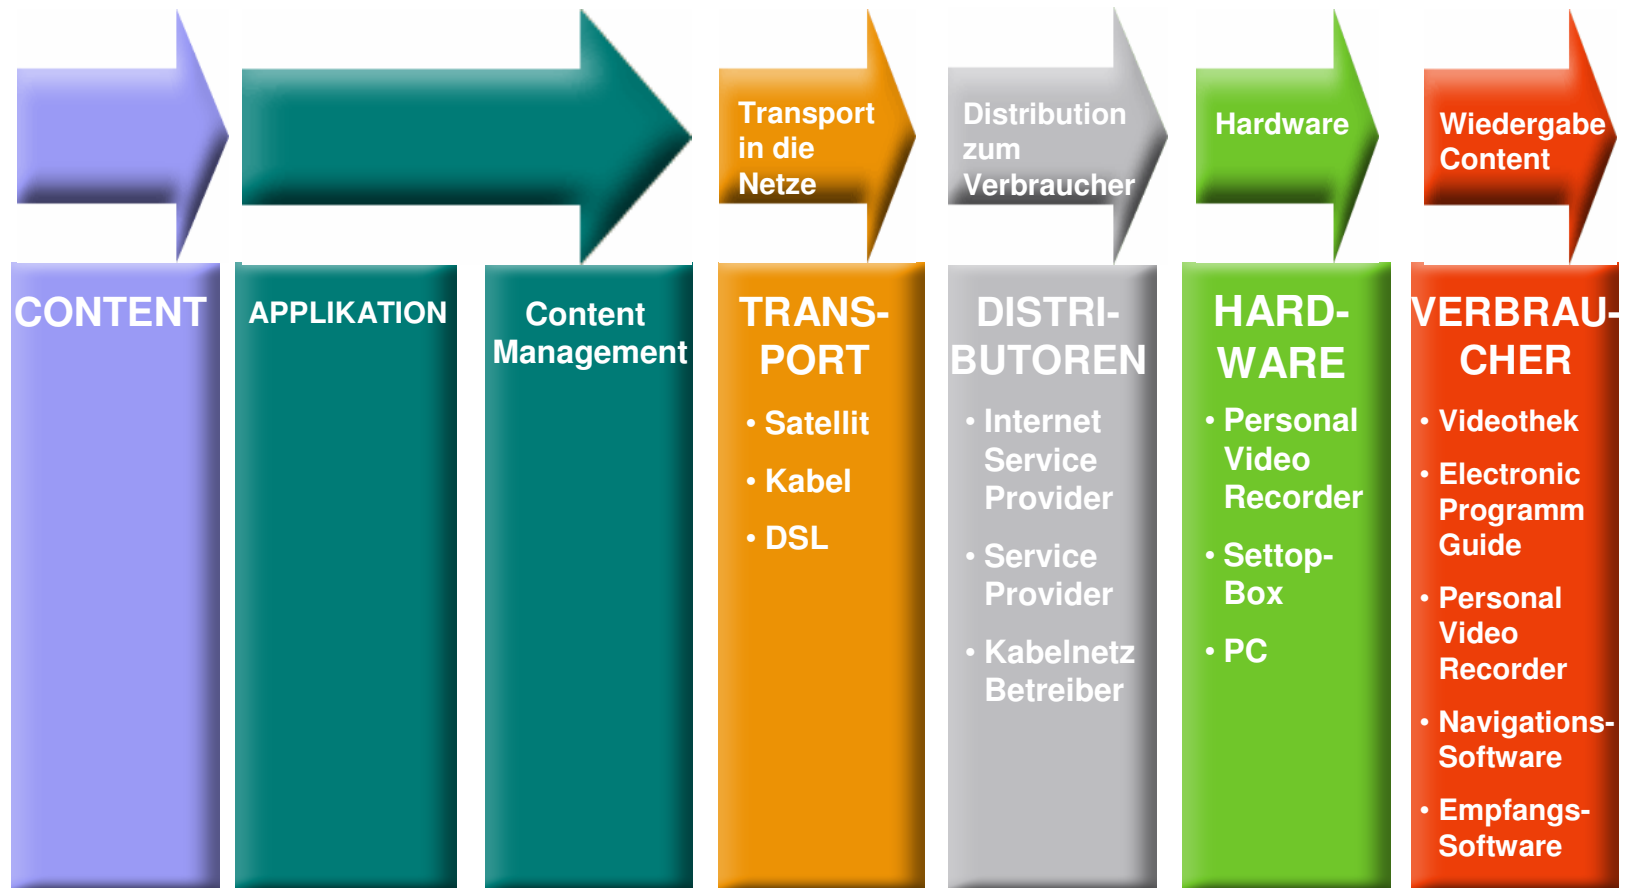 Transport
in die
Netze
Distribution
zum
Verbraucher
Hardware
Wiedergabe
Content
CONTENT
APPLIKATION
Content
Management
TRANS-
PORT
• Satellit
• Kabel
• DSL
DISTRI-
BUTOREN
• Internet
Service
Provider
• Service
Provider
• Kabelnetz
Betreiber
HARD-
WARE
• Personal
Video
Recorder
• Settop-
Box
• PC
VERBRAU-
CHER
• Videothek
• Electronic
Programm
Guide
• Personal
Video
Recorder
• Navigations-
Software
• Empfangs-
Software